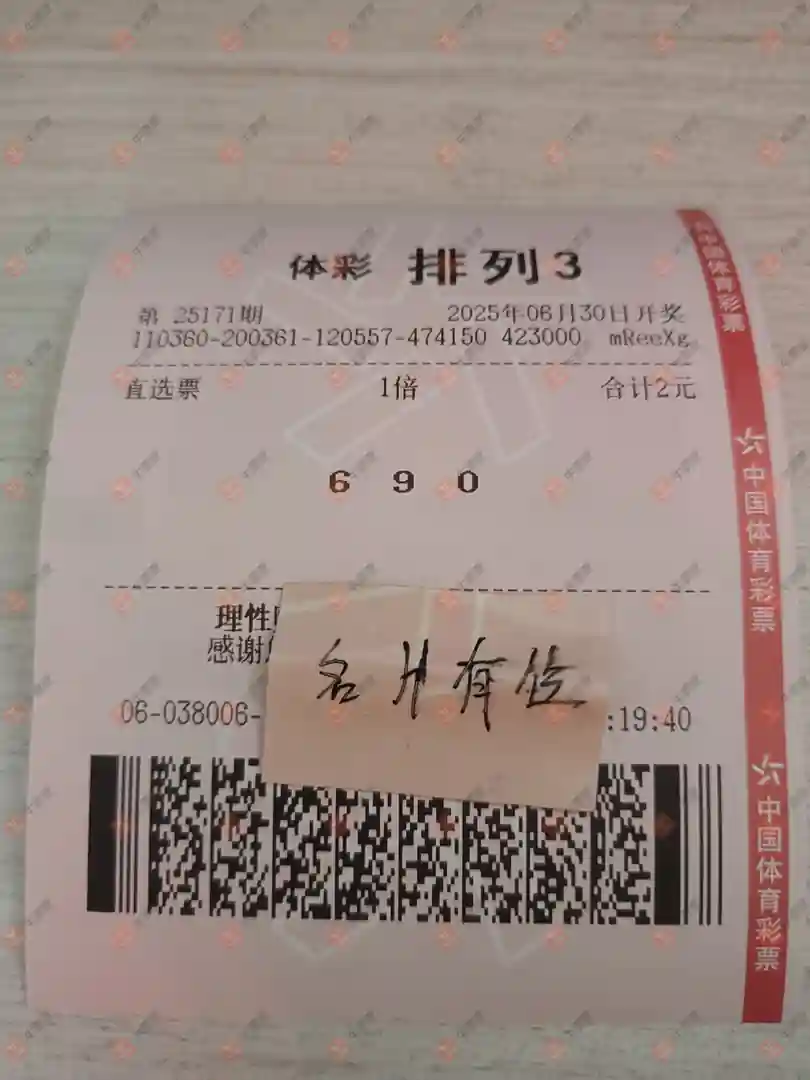 体彩 排列3
第 25171期 2025年06月30日开奖
110360-200361-120557-474150 423000 mReeXg
直选票 1倍 合计2元
6 9 0
理性
感谢
名片有位
06-038006- :19:40
中国体育彩票
中国体育彩票
中国体育彩票